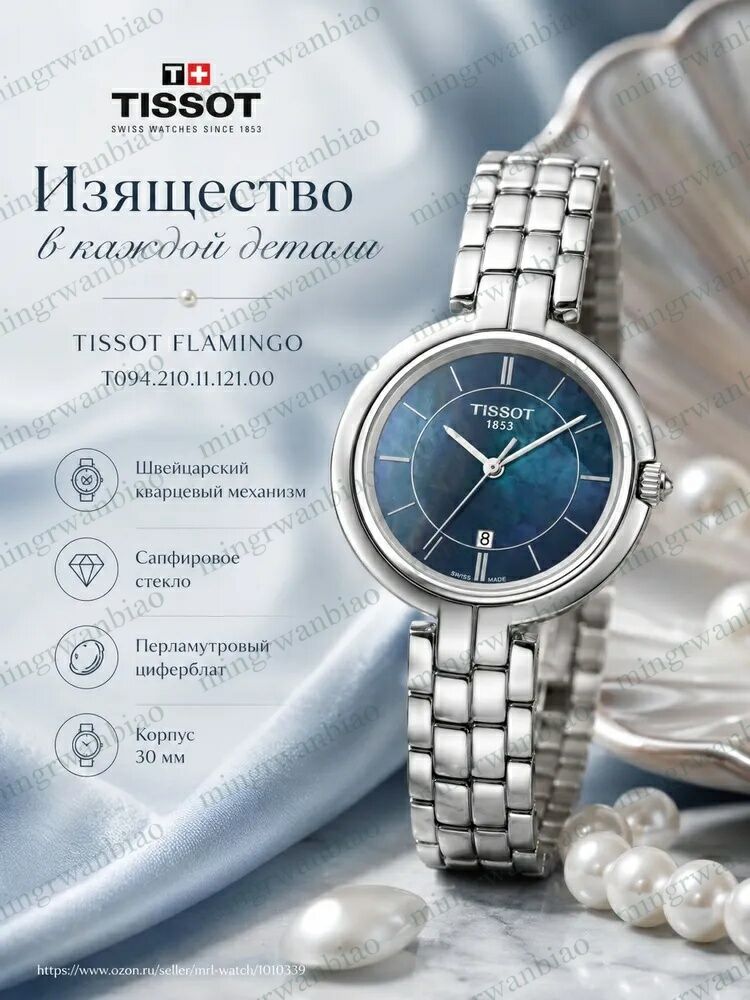 TISSOT
SWISS WATCHES SINCE 1853
Изящество
в каждой детали
TISSOT FLAMINGO
T094.210.11.121.00
Швейцарский
кварцевый механизм
Сапфировое
стекло
Перламутровый
циферблат
Корпус
30 мм
TISSOT
1853
8
SWISS MADE
https://www.ozon.ru/seller/mrl-watch/1010339
mingrwanbiao